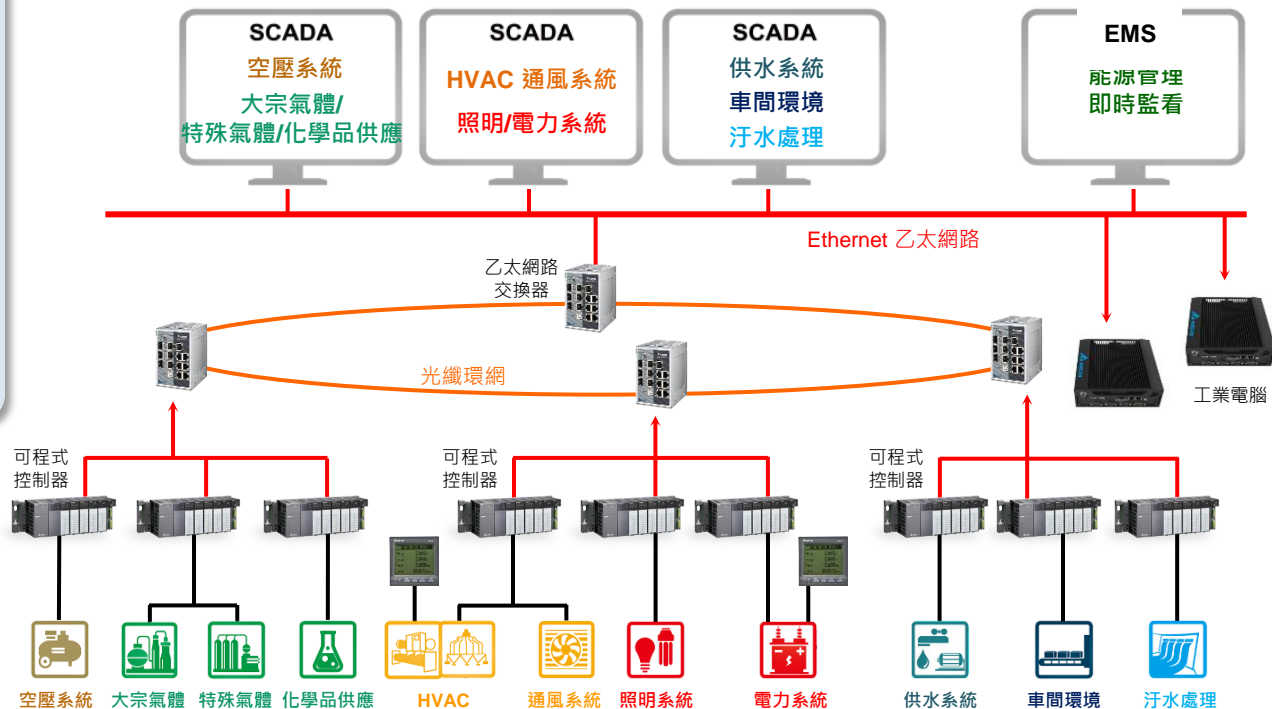 SCADA
空壓系統
大宗氣體/
特殊氣體/化學品供應
SCADA
HVAC 通風系統
照明/電力系統
SCADA
供水系統
車間環境
汙水處理
EMS
能源管理
即時監看
Ethernet 乙太網路
乙太網路
交換器
光纖環網
工業電腦
可程式
控制器
可程式
控制器
可程式
控制器
空壓系統
大宗氣體
特殊氣體
化學品供應
HVAC
通風系統
照明系統
電力系統
供水系統
車間環境
汙水處理